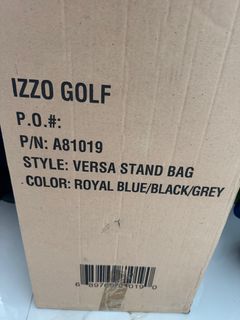 IZZO GOLF
P.O.#:
P/N: A81019
STYLE: VERSA STAND BAG
COLOR: ROYAL BLUE/BLACK/GREY